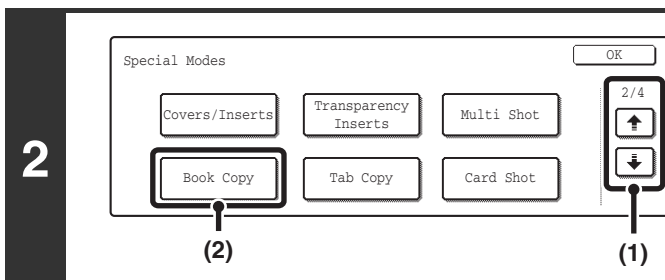 2
Special Modes
OK
2/4
Covers/Inserts
Transparency
Inserts
Multi Shot
Book Copy
Tab Copy
Card Shot
(2)
(1)